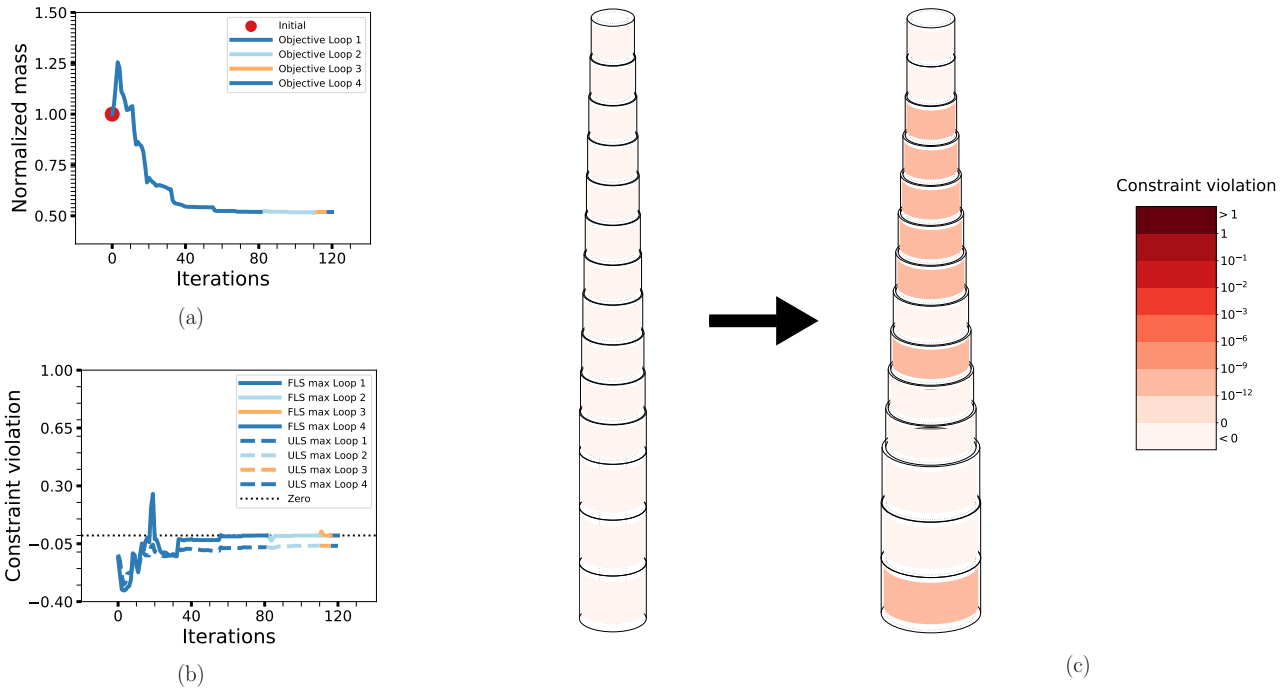 1.50
1.25
1.00
0.75
0.50
Normalized mass
Initial
Objective Loop 1
Objective Loop 2
Objective Loop 3
Objective Loop 4
0 40 80 120
Iterations
(a)
1.00
0.65
0.30
−0.05
−0.40
Constraint violation
FLS max Loop 1
FLS max Loop 2
FLS max Loop 3
FLS max Loop 4
ULS max Loop 1
ULS max Loop 2
ULS max Loop 3
ULS max Loop 4
Zero
0 40 80 120
Iterations
(b)
Constraint violation
> 1
1
10⁻¹
10⁻²
10⁻³
10⁻⁶
10⁻⁹
10⁻¹²
0
< 0
(c)